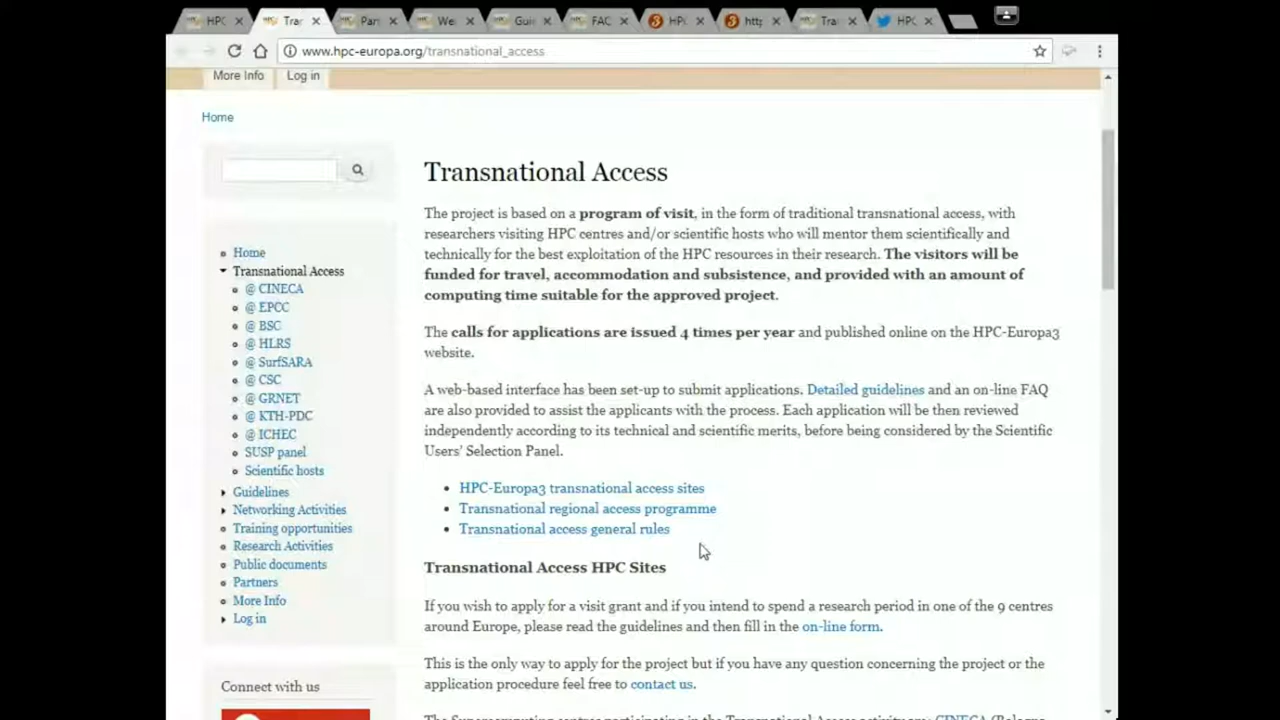 HPC
Tra
Par
We
Gui
FAC
HP
http
Tra
HPC
www.hpc-europa.org/transnational_access
More Info
Log in
Home
Home
Transnational Access
@ CINECA
@ EPCC
@ BSC
@ HLRS
@ SurfSARA
@ CSC
@ GRNET
@ KTH-PDC
@ ICHEC
SUSP panel
Scientific hosts
Guidelines
Networking Activities
Training opportunities
Research Activities
Public documents
Partners
More Info
Log in
Connect with us
Transnational Access
The project is based on a program of visit, in the form of traditional transnational access, with
researchers visiting HPC centres and/or scientific hosts who will mentor them scientifically and
technically for the best exploitation of the HPC resources in their research. The visitors will be
funded for travel, accommodation and subsistence, and provided with an amount of
computing time suitable for the approved project.
The calls for applications are issued 4 times per year and published online on the HPC-Europa3
website.
A web-based interface has been set-up to submit applications. Detailed guidelines and an on-line FAQ
are also provided to assist the applicants with the process. Each application will be then reviewed
independently according to its technical and scientific merits, before being considered by the Scientific
Users' Selection Panel.
HPC-Europa3 transnational access sites
Transnational regional access programme
Transnational access general rules
Transnational Access HPC Sites
If you wish to apply for a visit grant and if you intend to spend a research period in one of the 9 centres
around Europe, please read the guidelines and then fill in the on-line form.
This is the only way to apply for the project but if you have any question concerning the project or the
application procedure feel free to contact us.
The Supercomputing centres participating in the Transnational Access activity are: CINECA (Bologna